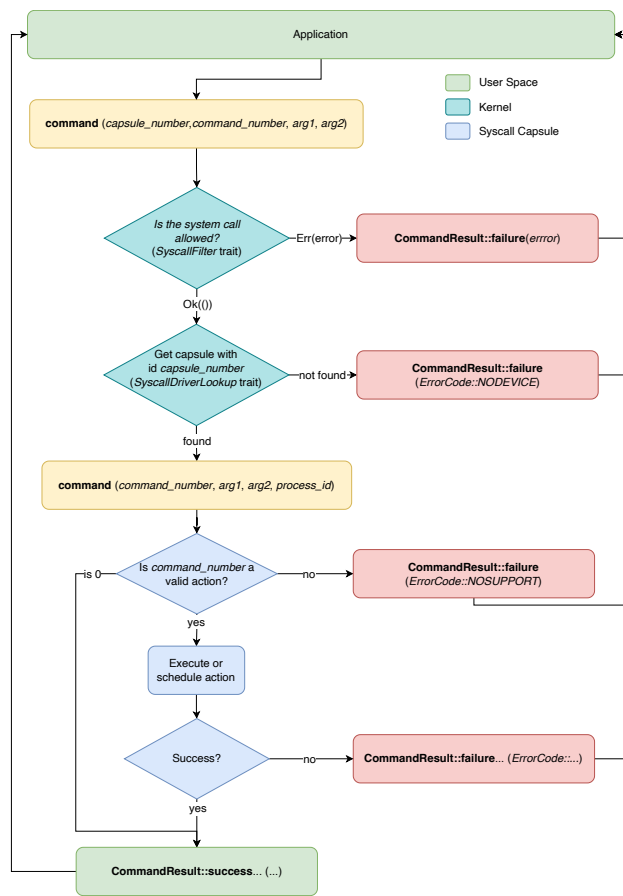 Application
User Space
Kernel
Syscall Capsule
command (capsule_number,command_number, arg1, arg2)
Is the system call
allowed?
(SyscallFilter trait)
Err(error)
CommandResult::failure(errror)
Ok(())
Get capsule with
id capsule_number
(SyscallDriverLookup trait)
not found
CommandResult::failure
(ErrorCode::NODEVICE)
found
command (command_number, arg1, arg2, process_id)
is 0
Is command_number a
valid action?
no
CommandResult::failure
(ErrorCode::NOSUPPORT)
yes
Execute or
schedule action
Success?
no
CommandResult::failure... (ErrorCode::...)
yes
CommandResult::success... (...)